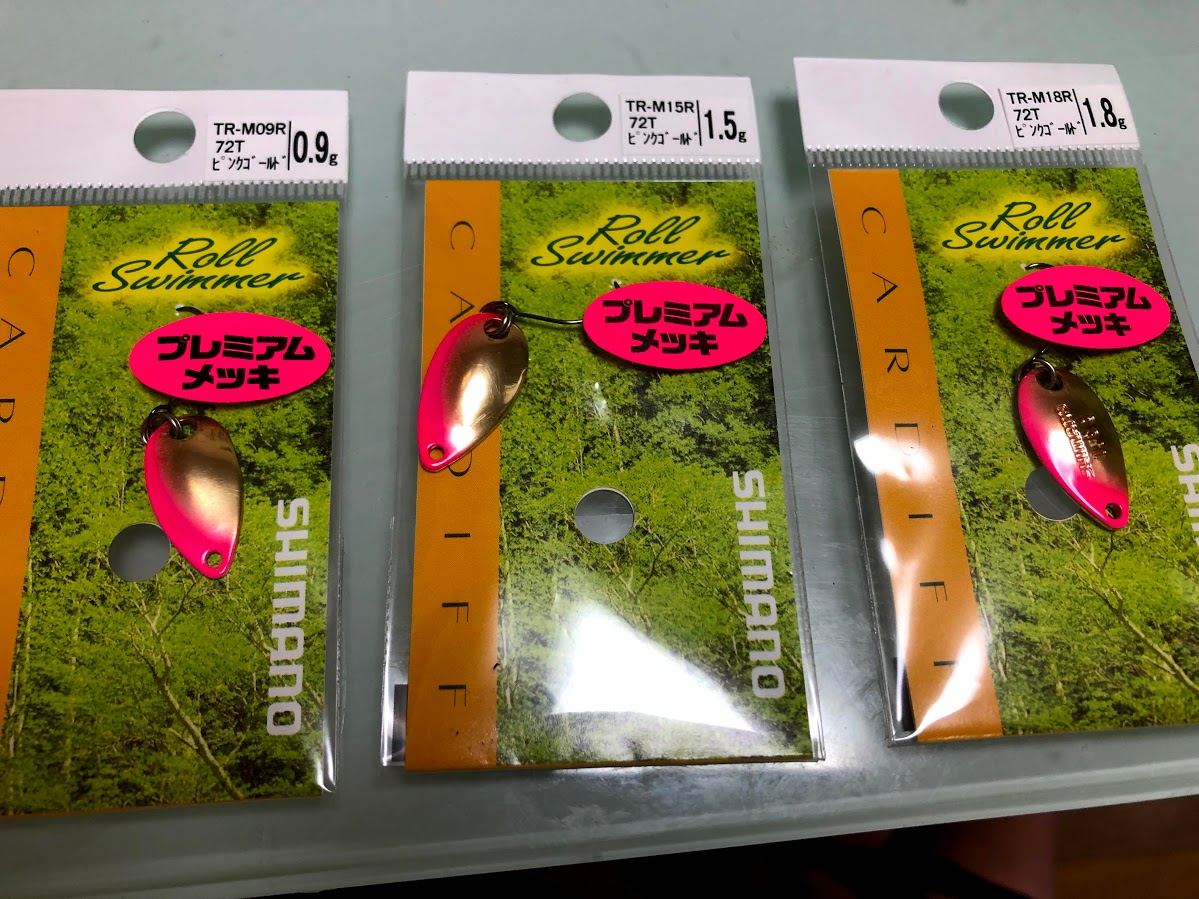 TR-M09R
72T
ピンクゴールド
0.9g
Roll
Swimmer
プレミアム
メッキ
CARD
SHIMANO
TR-M15R
72T
ピンクゴールド
1.5g
Roll
Swimmer
プレミアム
メッキ
CARDIFF
SHIMANO
TR-M18R
72T
ピンクゴールド
1.8g
Roll
Swimmer
プレミアム
メッキ
CARDIFF